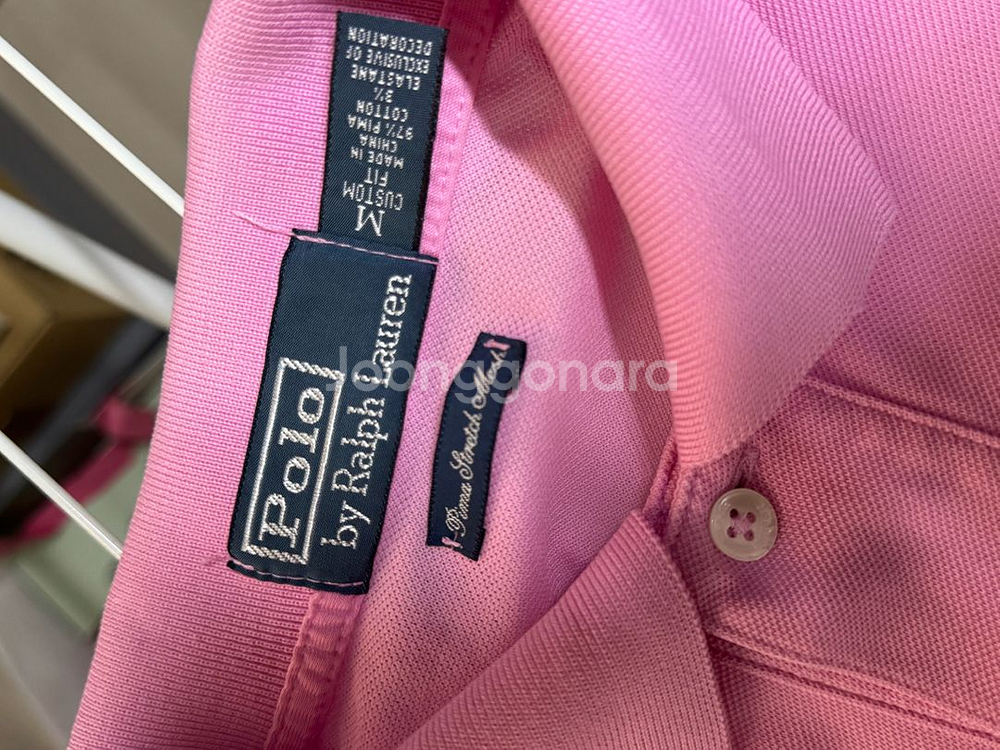 Polo
by Ralph Lauren
M
CUSTOM
FIT
MADE IN
CHINA
97% PIMA
COTTON
3%
ELASTANE
EXCLUSIVE OF
DECORATION
Pima Stretch Mesh
Joonggonara